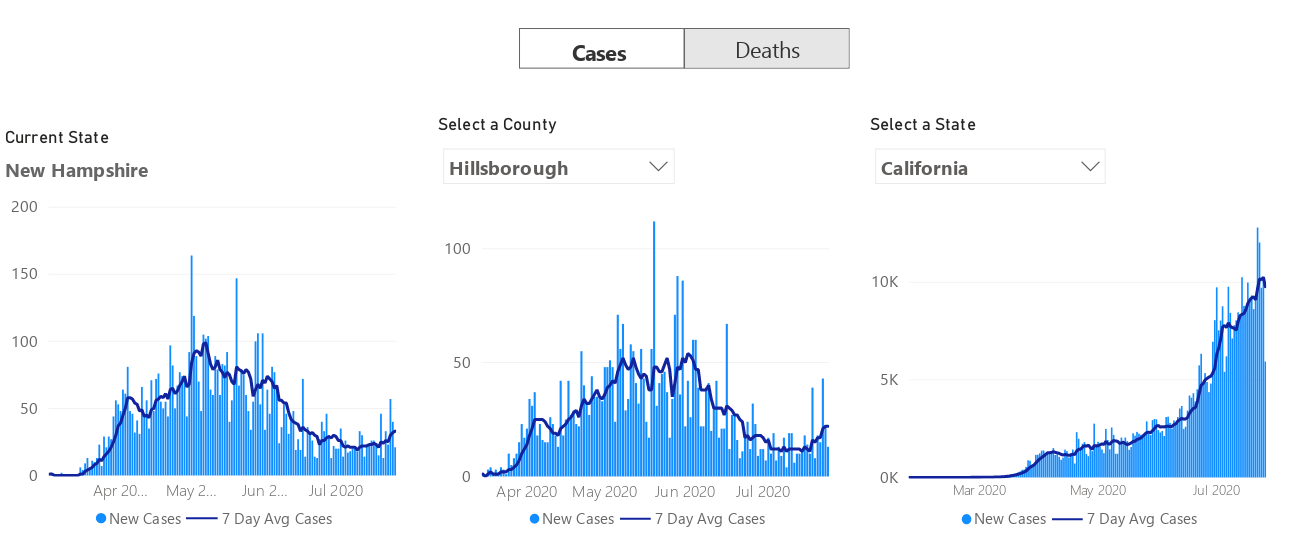 Cases Deaths
Current State
New Hampshire
200
150
100
50
0
Apr 20... May 2... Jun 2... Jul 2020
New Cases 7 Day Avg Cases
Select a County
Hillsborough
100
50
0
Apr 2020 May 2020 Jun 2020 Jul 2020
New Cases 7 Day Avg Cases
Select a State
California
10K
5K
0K
Mar 2020 May 2020 Jul 2020
New Cases 7 Day Avg Cases